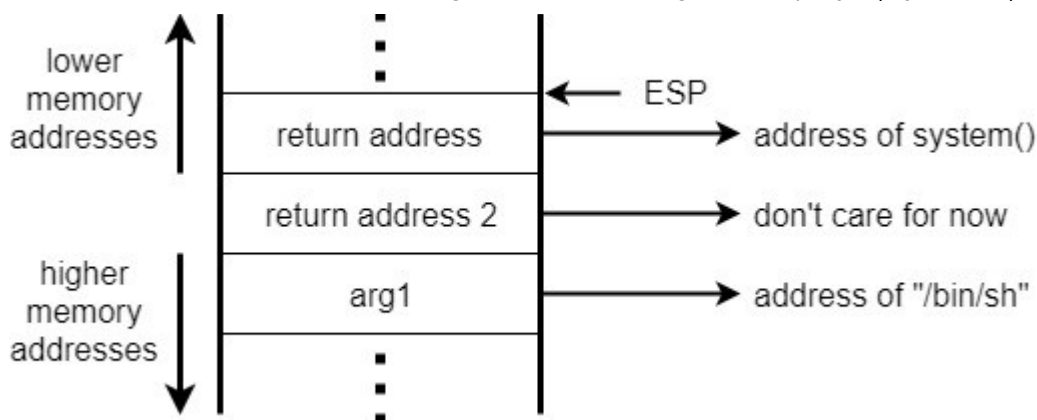 lower
memory
addresses
ESP
return address
address of system()
return address 2
don't care for now
higher
memory
addresses
arg1
address of "/bin/sh"